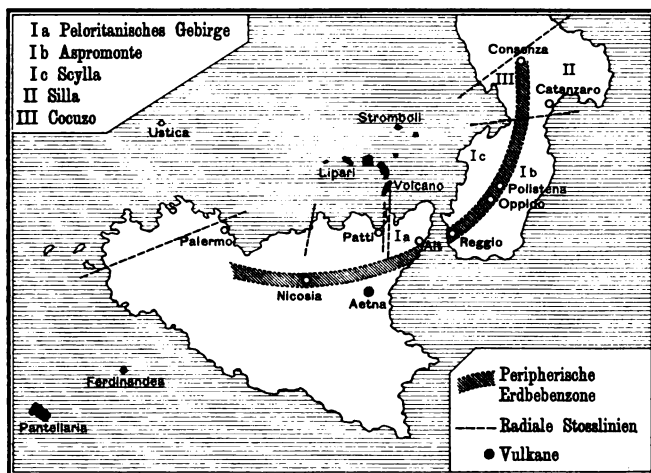 Ia Peloritanisches Gebirge
Ib Aspromonte
Ic Scylla
II Silla
III Cocuzo
Consenza
III
II
Catanzaro
Stromboli
Ustica
Ic
Lipari
Volcano
Ib
Polistena
Oppido
Palermo
Patti
Ia
Ali
Reggio
Nicosia
Aetna
Ferdinandea
Pantellaria
Peripherische
Erdbebenzone
Radiale Stosslinien
Vulkane